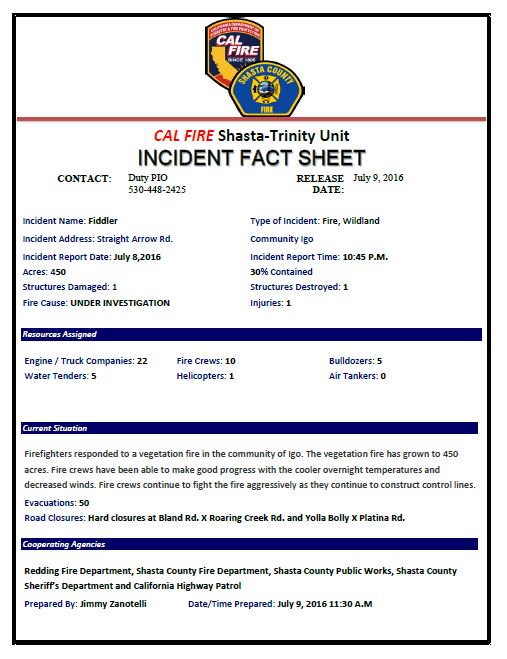 CALIFORNIA DEPARTMENT OF
FORESTRY & FIRE PROTECTION
CAL
FIRE
SINCE 1885
SHASTA COUNTY
FIRE
CAL FIRE Shasta-Trinity Unit
INCIDENT FACT SHEET
CONTACT: Duty PIO RELEASE July 9, 2016
530-448-2425 DATE:
Incident Name: Fiddler Type of Incident: Fire, Wildland
Incident Address: Straight Arrow Rd. Community Igo
Incident Report Date: July 8,2016 Incident Report Time: 10:45 P.M.
Acres: 450 30% Contained
Structures Damaged: 1 Structures Destroyed: 1
Fire Cause: UNDER INVESTIGATION Injuries: 1
Resources Assigned
Engine / Truck Companies: 22 Fire Crews: 10 Bulldozers: 5
Water Tenders: 5 Helicopters: 1 Air Tankers: 0
Current Situation
Firefighters responded to a vegetation fire in the community of Igo. The vegetation fire has grown to 450
acres. Fire crews have been able to make good progress with the cooler overnight temperatures and
decreased winds. Fire crews continue to fight the fire aggressively as they continue to construct control lines.
Evacuations: 50
Road Closures: Hard closures at Bland Rd. X Roaring Creek Rd. and Yolla Bolly X Platina Rd.
Cooperating Agencies
Redding Fire Department, Shasta County Fire Department, Shasta County Public Works, Shasta County
Sheriff's Department and California Highway Patrol
Prepared By: Jimmy Zanotelli Date/Time Prepared: July 9, 2016 11:30 A.M